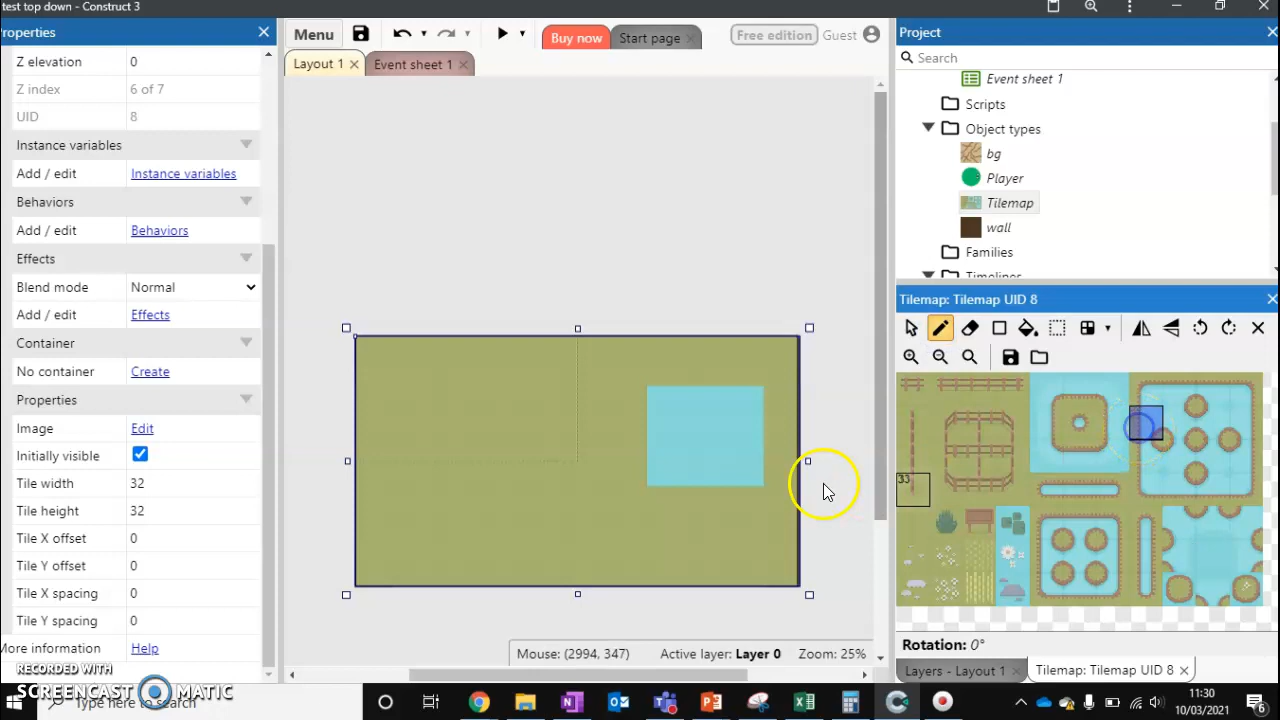 test top down - Construct 3
Properties
Z elevation 0
Z index 6 of 7
UID 8
Instance variables
Add / edit Instance variables
Behaviors
Add / edit Behaviors
Effects
Blend mode Normal
Add / edit Effects
Container
No container Create
Properties
Image Edit
Initially visible
Tile width 32
Tile height 32
Tile X offset 0
Tile Y offset 0
Tile X spacing 0
Tile Y spacing 0
More information Help
RECORDED WITH
SCREENCAST MATIC
Type here to search
Menu
Buy now
Start page
Free edition
Guest
Layout 1
Event sheet 1
Mouse: (2994, 347) Active layer: Layer 0 Zoom: 25%
Project
Search
Event sheet 1
Scripts
Object types
bg
Player
Tilemap
wall
Families
Timelines
Tilemap: Tilemap UID 8
33
Rotation: 0°
Layers - Layout 1
Tilemap: Tilemap UID 8
11:30
10/03/2021
6